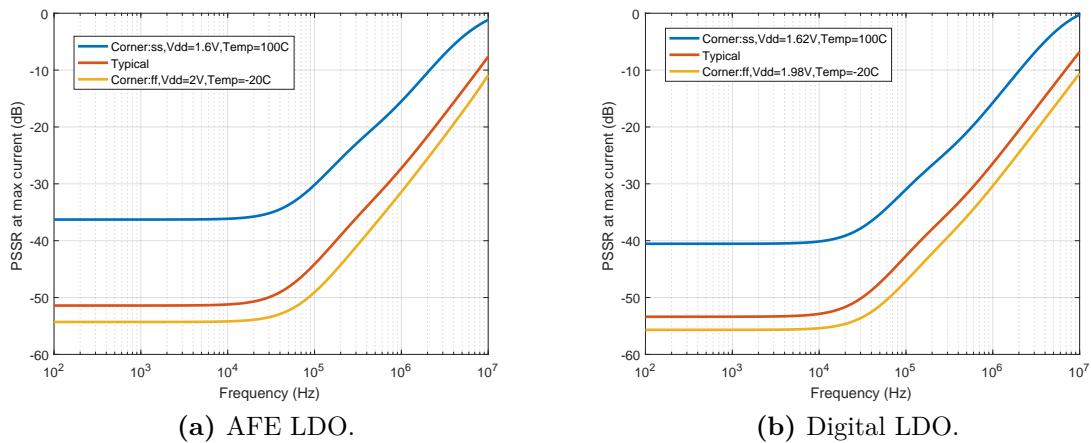 0
-10
-20
-30
-40
-50
-60
PSSR at max current (dB)
Corner:ss,Vdd=1.6V,Temp=100C
Typical
Corner:ff,Vdd=2V,Temp=-20C
10^2 10^3 10^4 10^5 10^6 10^7
Frequency (Hz)
(a) AFE LDO.
0
-10
-20
-30
-40
-50
-60
PSSR at max current (dB)
Corner:ss,Vdd=1.62V,Temp=100C
Typical
Corner:ff,Vdd=1.98V,Temp=-20C
10^2 10^3 10^4 10^5 10^6 10^7
Frequency (Hz)
(b) Digital LDO.